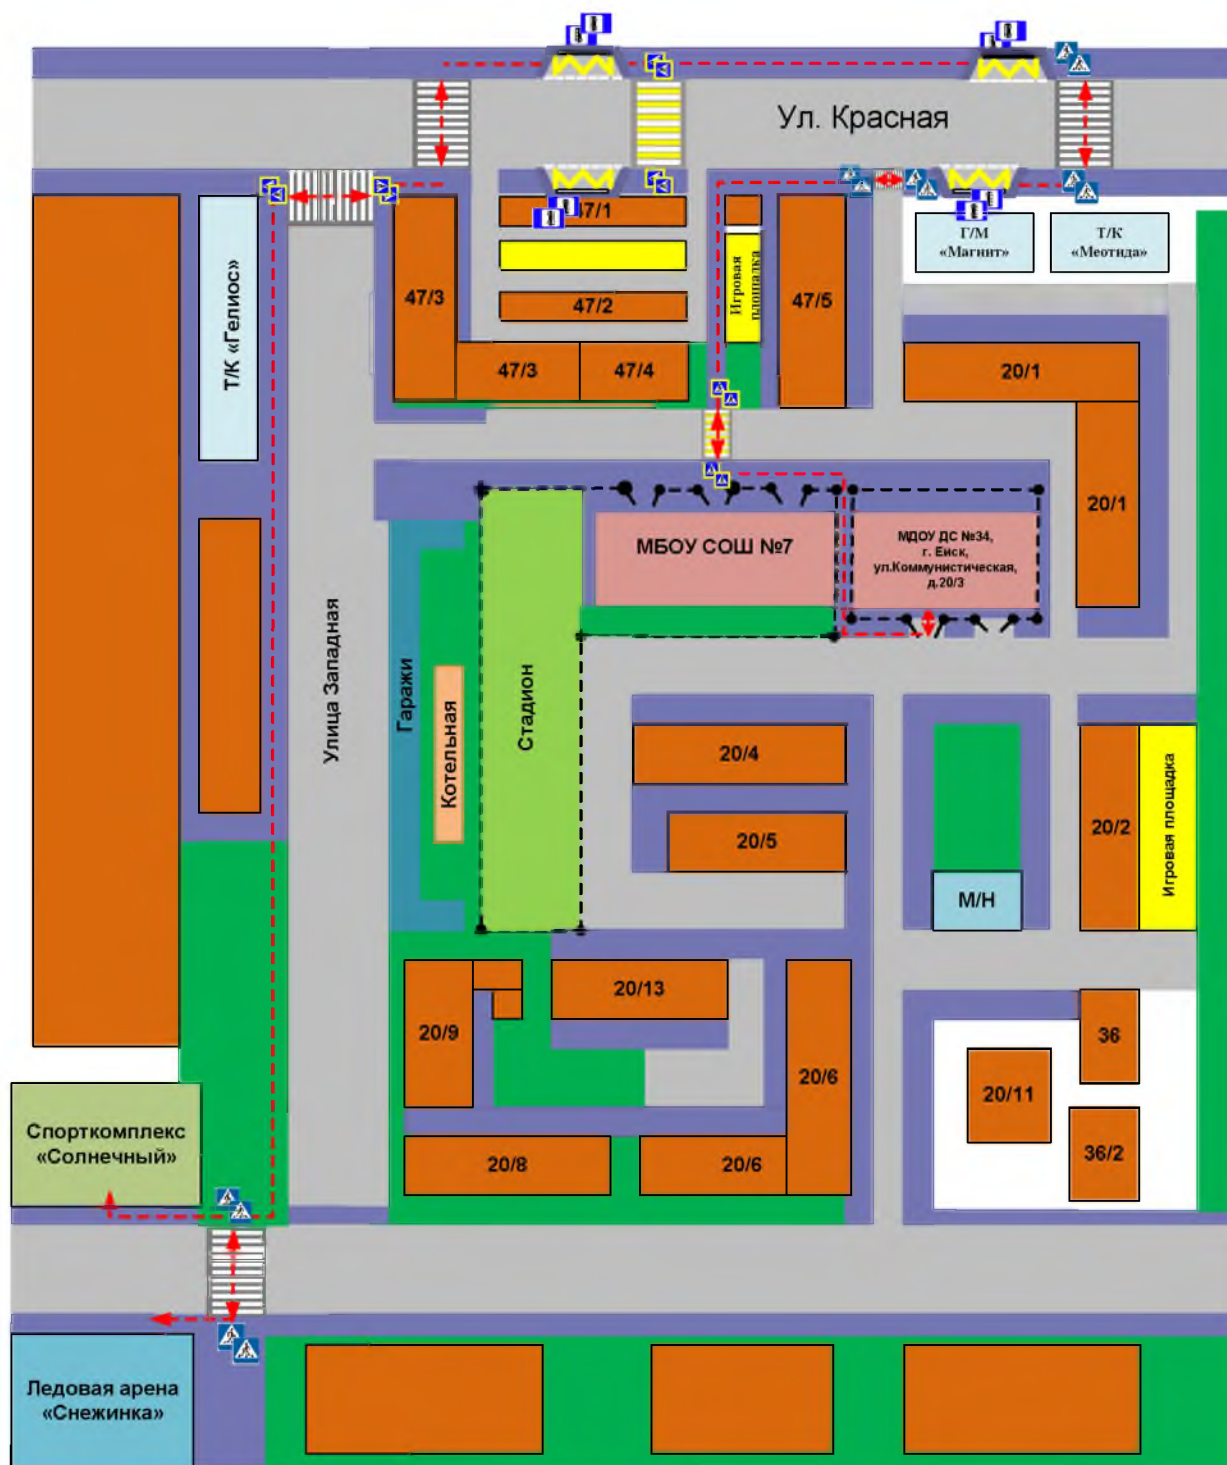 Ул. Красная
47/1
Г/М
«Магнит»
Т/К
«Меотида»
Т/К «Гелиос»
47/3
47/2
Игровая
площадка
47/5
47/3
47/4
20/1
20/1
МБОУ СОШ №7
МДОУ ДС №34,
г. Ейск,
ул.Коммунистическая,
д.20/3
Улица Западная
Гаражи
Котельная
Стадион
20/4
20/5
20/2
Игровая площадка
М/Н
20/9
20/13
20/6
36
20/11
36/2
20/8
20/6
Спорткомплекс
«Солнечный»
Ледовая арена
«Снежинка»